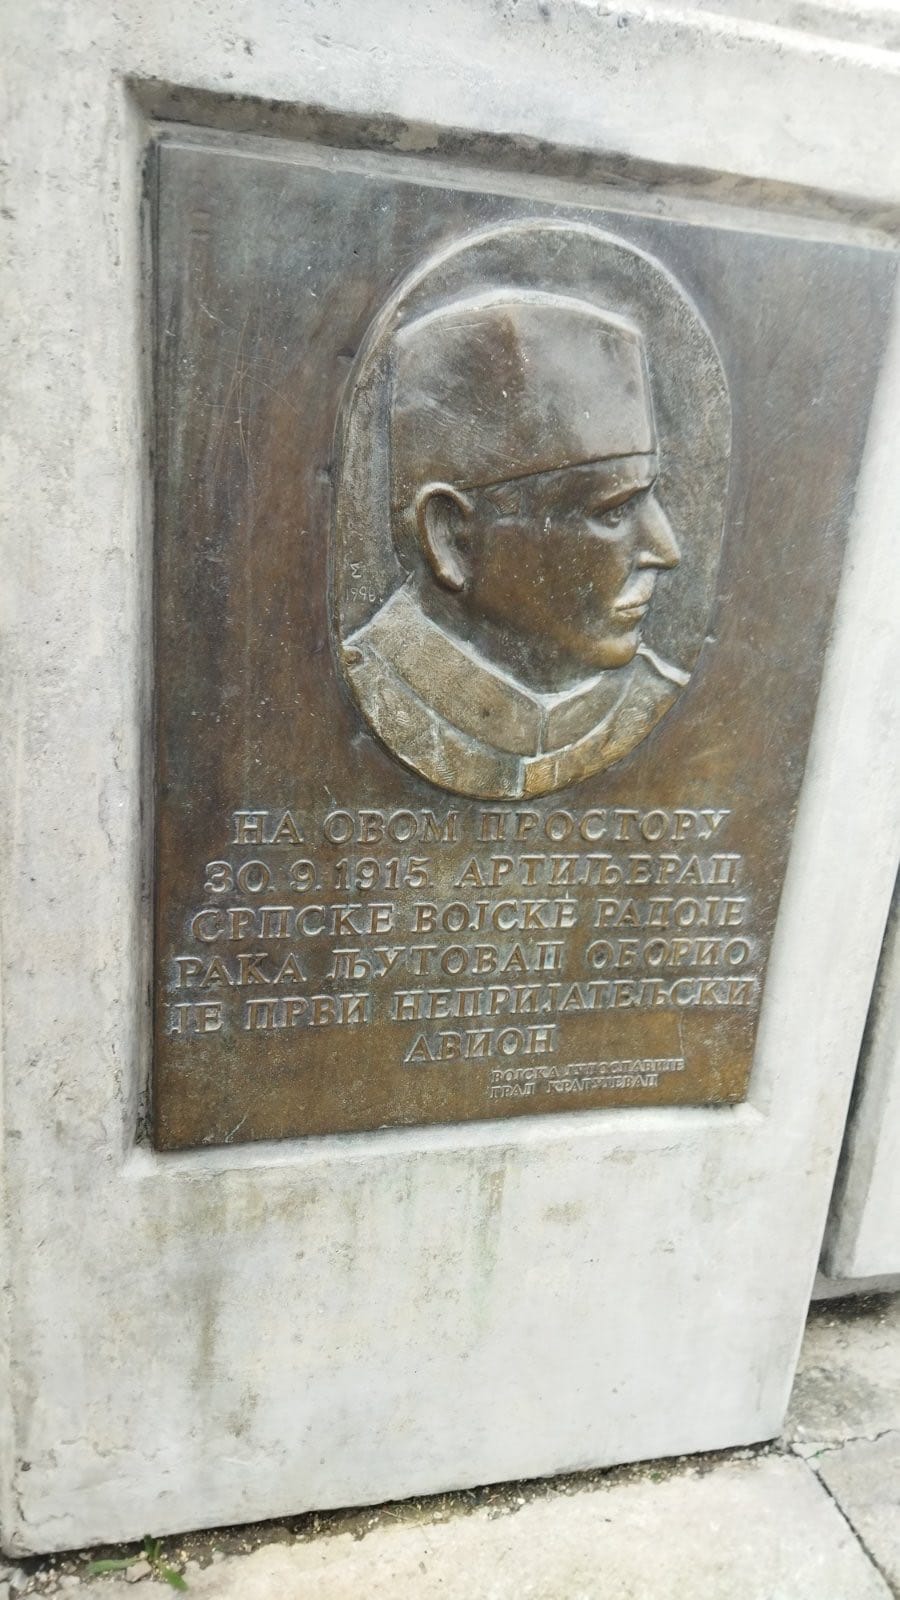 Σ
1996.
НА ОВОМ ПРОСТОРУ
30. 9. 1915. АРТИЉЕРАЦ
СРПСКЕ ВОЈСКЕ РАДОЈЕ
РАКА ЉУТОВАЦ ОБОРИО
ЈЕ ПРВИ НЕПРИЈАТЕЉСКИ
АВИОН
ВОЈСКА ЈУГОСЛАВИЈЕ
ГРАД КРАГУЈЕВАЦ